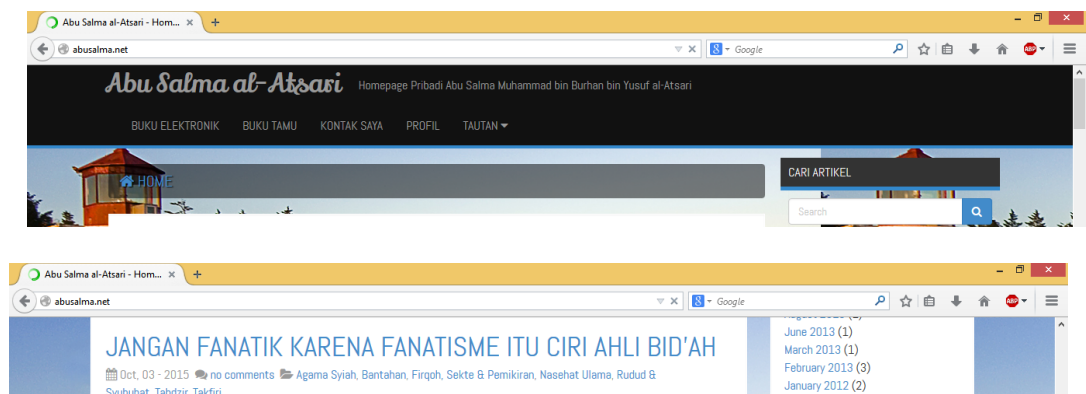 Abu Salma al-Atsari - Hom...
abusalma.net
Google
ABP
Abu Salma al-Atsari
Homepage Pribadi Abu Salma Muhammad bin Burhan bin Yusuf al-Atsari
BUKU ELEKTRONIK BUKU TAMU KONTAK SAYA PROFIL TAUTAN
HOME
CARI ARTIKEL
Search
Abu Salma al-Atsari - Hom...
abusalma.net
Google
ABP
JANGAN FANATIK KARENA FANATISME ITU CIRI AHLI BID'AH
Oct, 03 - 2015 no comments Agama Syiah, Bantahan, Firqoh, Sekte & Pemikiran, Nasehat Ulama, Rudud &
Syubuhat, Tahdzir, Takfiri
June 2013 (1)
March 2013 (1)
February 2013 (3)
January 2012 (2)